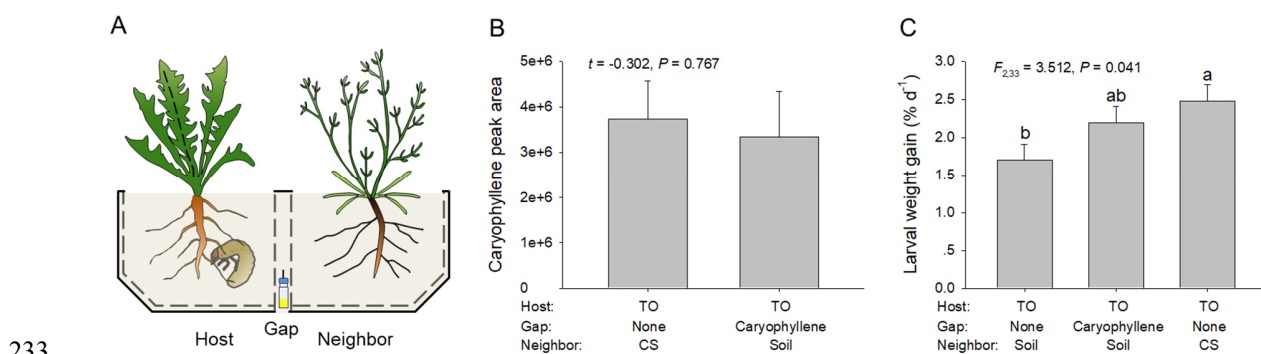 A
Host
Gap
Neighbor
B
t = -0.302, P = 0.767
Caryophyllene peak area
5e+6
4e+6
3e+6
2e+6
1e+6
0
Host: TO TO
Gap: None Caryophyllene
Neighbor: CS Soil
C
F2,33 = 3.512, P = 0.041
Larval weight gain (% d-1)
3.0
2.5
2.0
1.5
1.0
.5
0.0
b
ab
a
Host: TO TO TO
Gap: None Caryophyllene None
Neighbor: Soil Soil CS
233